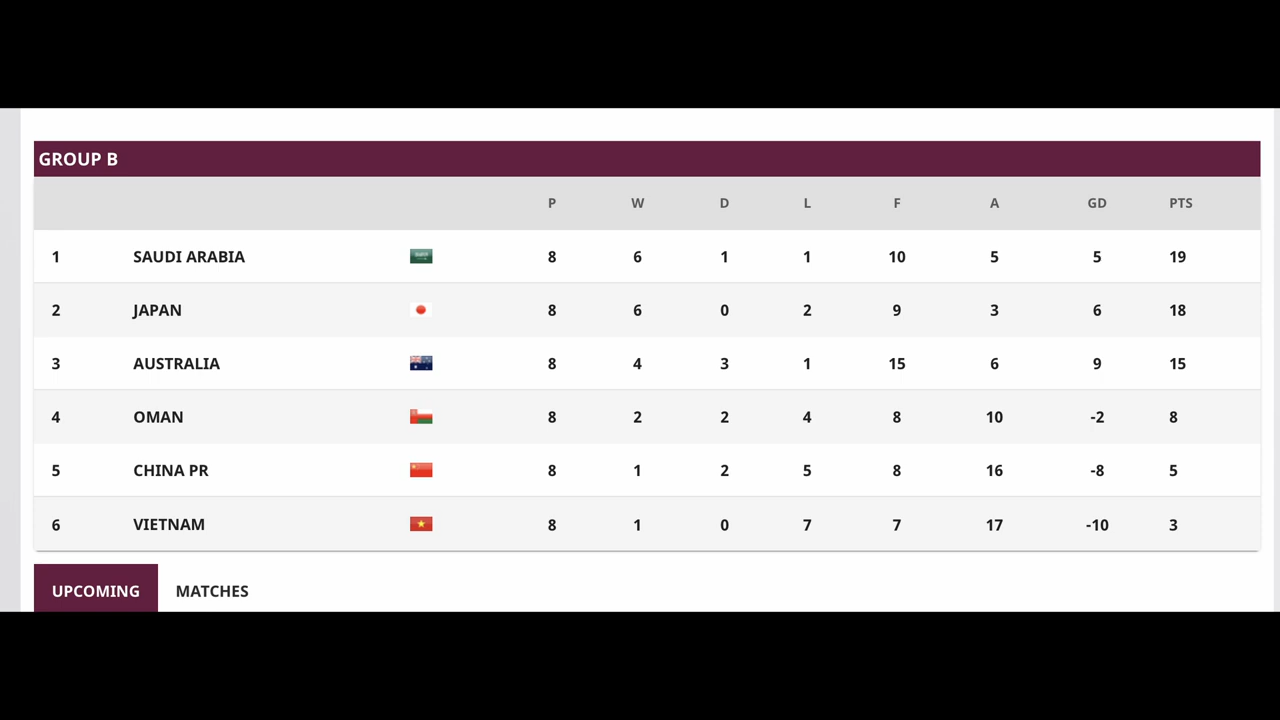 GROUP B
P W D L F A GD PTS
1 SAUDI ARABIA 8 6 1 1 10 5 5 19
2 JAPAN 8 6 0 2 9 3 6 18
3 AUSTRALIA 8 4 3 1 15 6 9 15
4 OMAN 8 2 2 4 8 10 -2 8
5 CHINA PR 8 1 2 5 8 16 -8 5
6 VIETNAM 8 1 0 7 7 17 -10 3
UPCOMING MATCHES